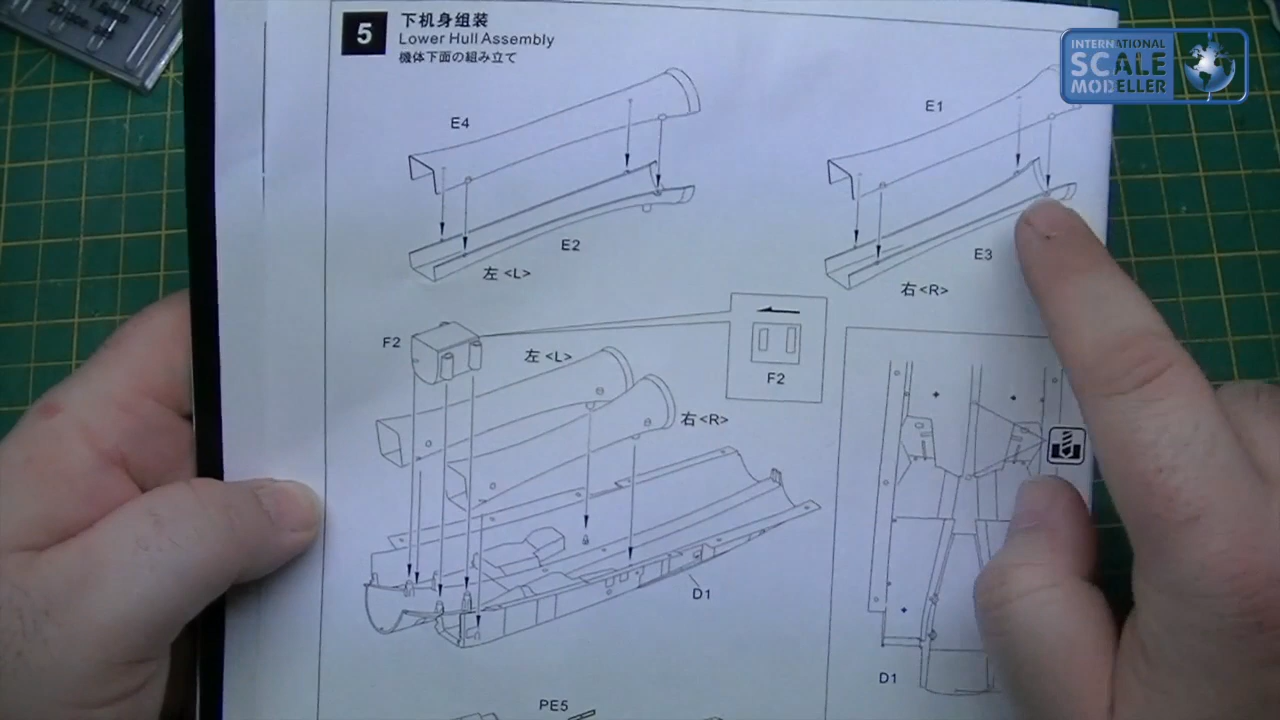 5
下机身组装
Lower Hull Assembly
機体下面の組み立て
INTERNATIONAL
SCALE
MODELLER
E4
E1
E2
左<L>
E3
右<R>
F2
左<L>
F2
右<R>
D1
D1
PE5